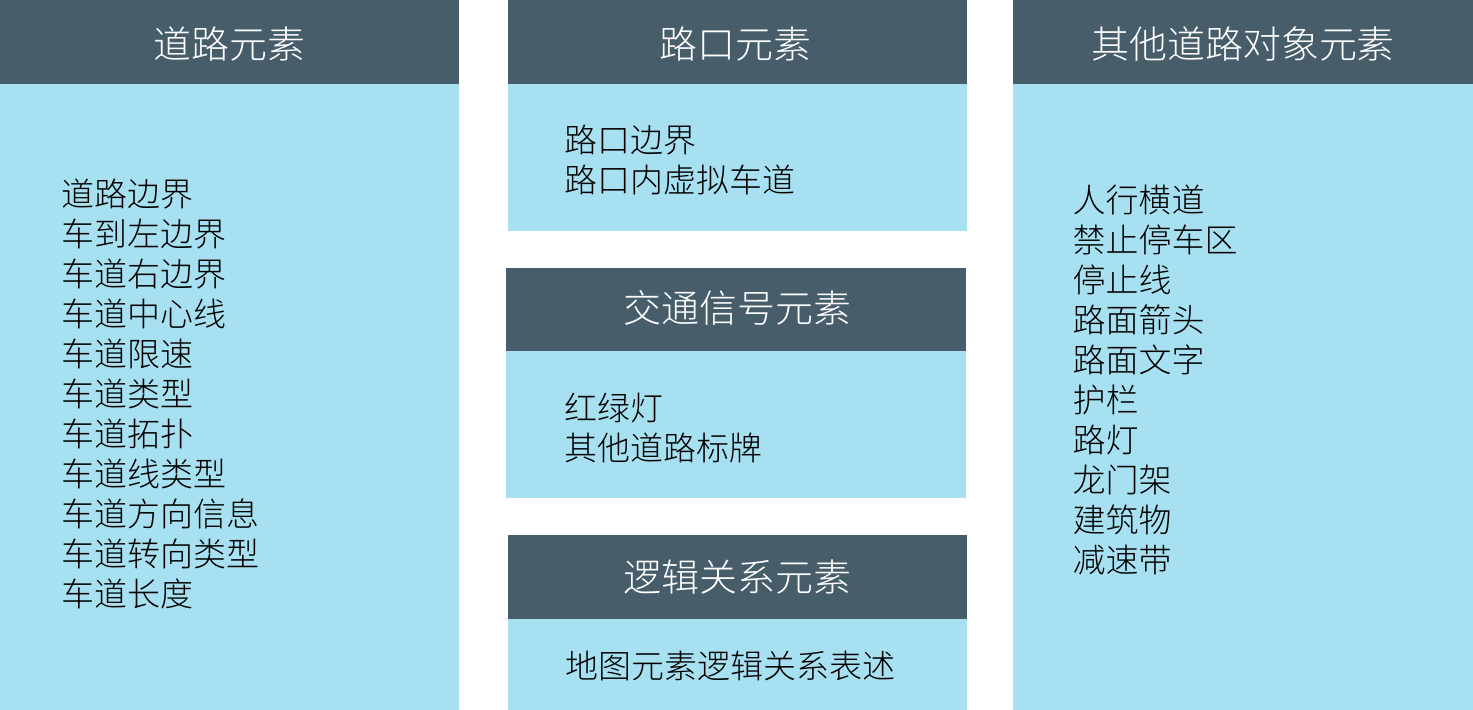 道路元素
道路边界
车到左边界
车道右边界
车道中心线
车道限速
车道类型
车道拓扑
车道线类型
车道方向信息
车道转向类型
车道长度
路口元素
路口边界
路口内虚拟车道
交通信号元素
红绿灯
其他道路标牌
逻辑关系元素
地图元素逻辑关系表述
其他道路对象元素
人行横道
禁止停车区
停止线
路面箭头
路面文字
护栏
路灯
龙门架
建筑物
减速带